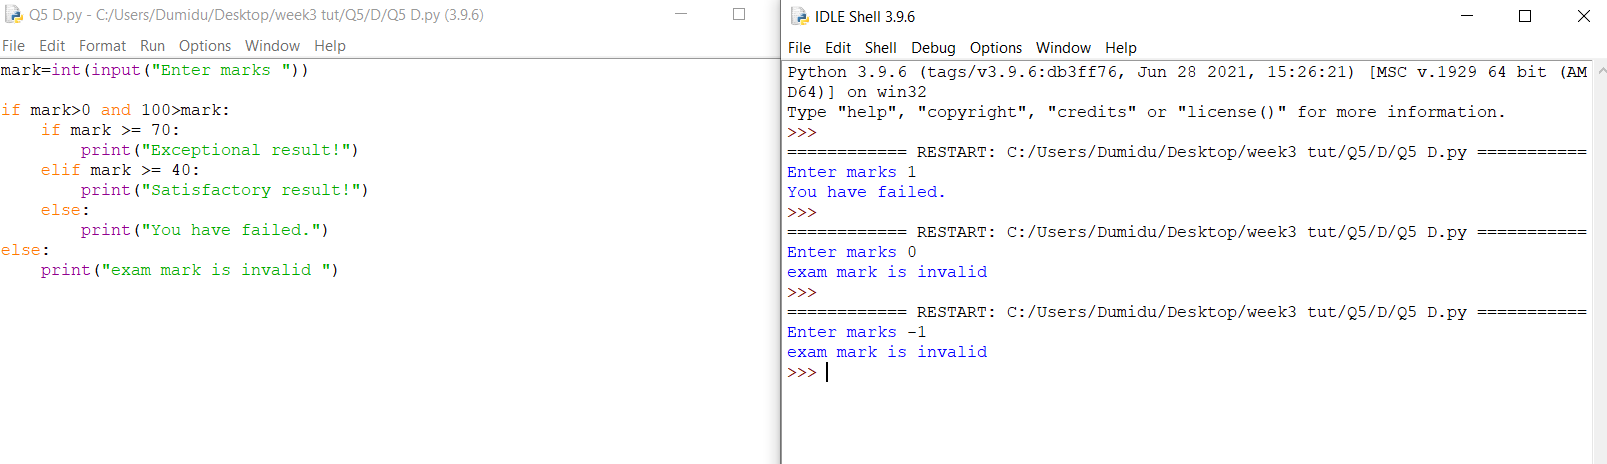 Q5 D.py - C:/Users/Dumidu/Desktop/week3 tut/Q5/D/Q5 D.py (3.9.6)
File Edit Format Run Options Window Help
mark=int(input("Enter marks "))
if mark>0 and 100>mark:
    if mark >= 70:
        print("Exceptional result!")
    elif mark >= 40:
        print("Satisfactory result!")
    else:
        print("You have failed.")
else:
    print("exam mark is invalid ")
IDLE Shell 3.9.6
File Edit Shell Debug Options Window Help
Python 3.9.6 (tags/v3.9.6:db3ff76, Jun 28 2021, 15:26:21) [MSC v.1929 64 bit (AM
D64)] on win32
Type "help", "copyright", "credits" or "license()" for more information.
>>>
============ RESTART: C:/Users/Dumidu/Desktop/week3 tut/Q5/D/Q5 D.py ===========
Enter marks 1
You have failed.
>>>
============ RESTART: C:/Users/Dumidu/Desktop/week3 tut/Q5/D/Q5 D.py ===========
Enter marks 0
exam mark is invalid
>>>
============ RESTART: C:/Users/Dumidu/Desktop/week3 tut/Q5/D/Q5 D.py ===========
Enter marks -1
exam mark is invalid
>>>